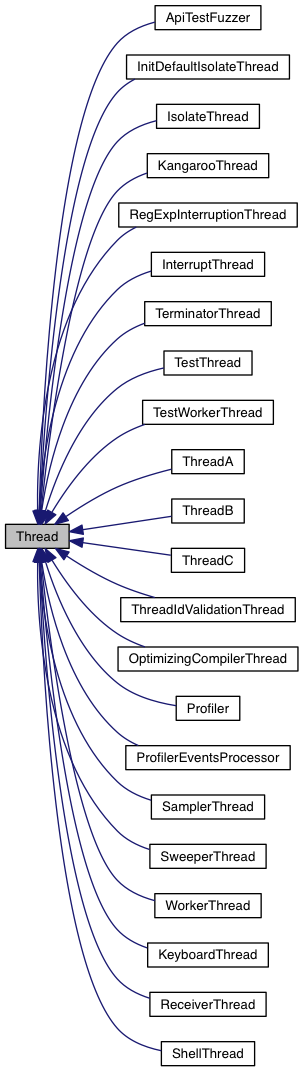 ApiTestFuzzer
InitDefaultIsolateThread
IsolateThread
KangarooThread
RegExpInterruptionThread
InterruptThread
TerminatorThread
TestThread
TestWorkerThread
ThreadA
ThreadB
Thread
ThreadC
ThreadIdValidationThread
OptimizingCompilerThread
Profiler
ProfilerEventsProcessor
SamplerThread
SweeperThread
WorkerThread
KeyboardThread
ReceiverThread
ShellThread